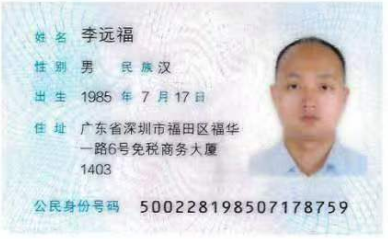 姓名 李远福
性别 男 民族 汉
出生 1985 年 7 月 17 日
住址 广东省深圳市福田区福华
一路6号免税商务大厦
1403
公民身份号码 500228198507178759